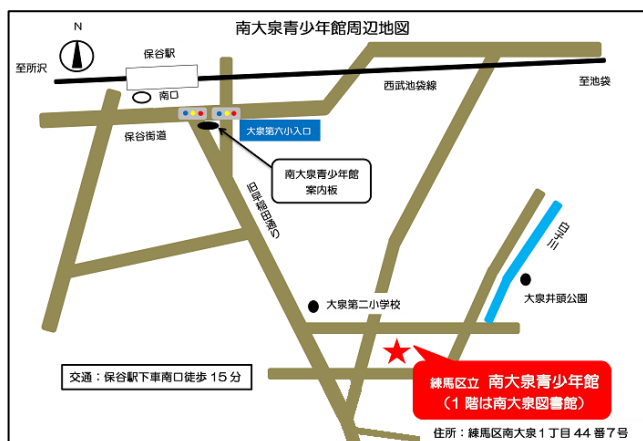 南大泉青少年館周辺地図
N
保谷駅
至所沢
南口
西武池袋線
至池袋
保谷街道
大泉第六小入口
南大泉青少年館
案内板
旧早稲田通り
白子川
大泉井頭公園
大泉第二小学校
交通：保谷駅下車南口徒歩15分
練馬区立 南大泉青少年館
（1階は南大泉図書館）
住所：練馬区南大泉1丁目44番7号